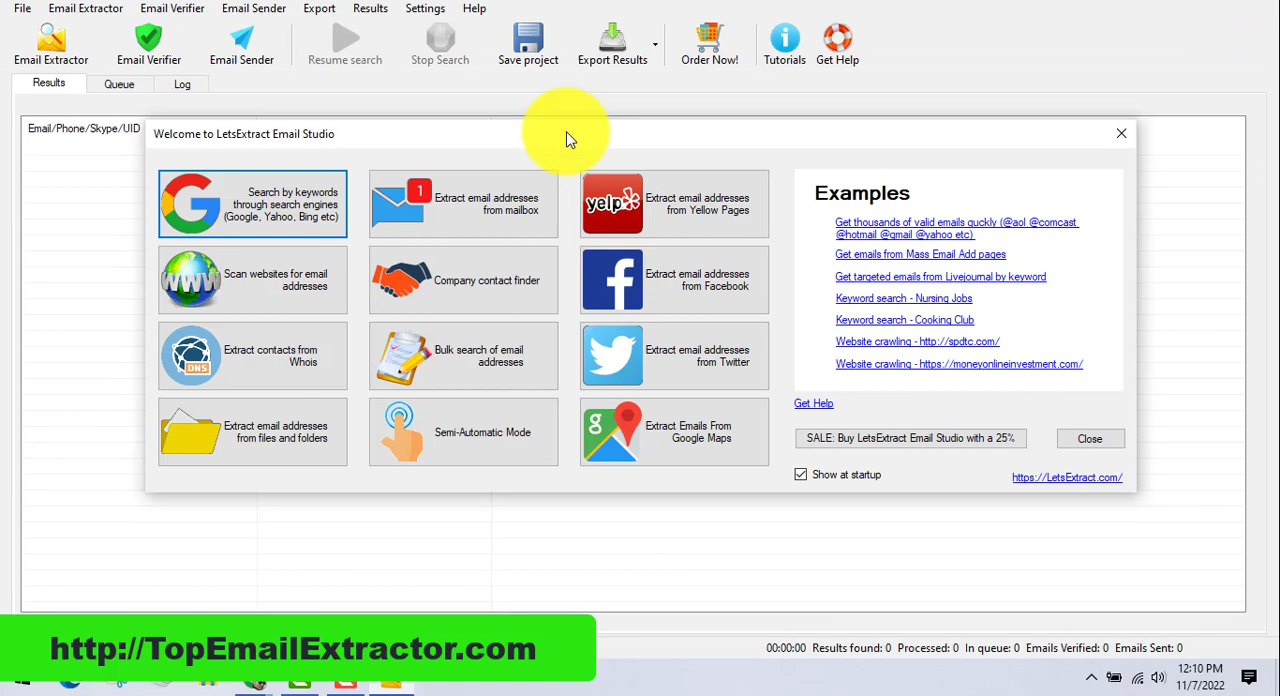 File Email Extractor Email Verifier Email Sender Export Results Settings Help
Email Extractor Email Verifier Email Sender Resume search Stop Search Save project Export Results Order Now! Tutorials Get Help
Results Queue Log
Email/Phone/Skype/UID
Welcome to LetsExtract Email Studio
Search by keywords
through search engines
(Google, Yahoo, Bing etc)
1
Extract email addresses
from mailbox
yelp
Extract email addresses
from Yellow Pages
WWW
Scan websites for email
addresses
Company contact finder
f
Extract email addresses
from Facebook
DNS
Extract contacts from
Whois
Bulk search of email
addresses
Extract email addresses
from Twitter
Extract email addresses
from files and folders
Semi-Automatic Mode
g
Extract Emails From
Google Maps
Examples
Get thousands of valid emails quckly (@aol @comcast
@hotmail @gmail @yahoo etc)
Get emails from Mass Email Add pages
Get targeted emails from Livejournal by keyword
Keyword search - Nursing Jobs
Keyword search - Cooking Club
Website crawling - http://spdtc.com/
Website crawling - https://moneyonlineinvestment.com/
Get Help
SALE: Buy LetsExtract Email Studio with a 25%
Close
Show at startup
https://LetsExtract.com/
http://TopEmailExtractor.com
00:00:00 Results found: 0 Processed: 0 In queue: 0 Emails Verified: 0 Emails Sent: 0
12:10 PM
11/7/2022